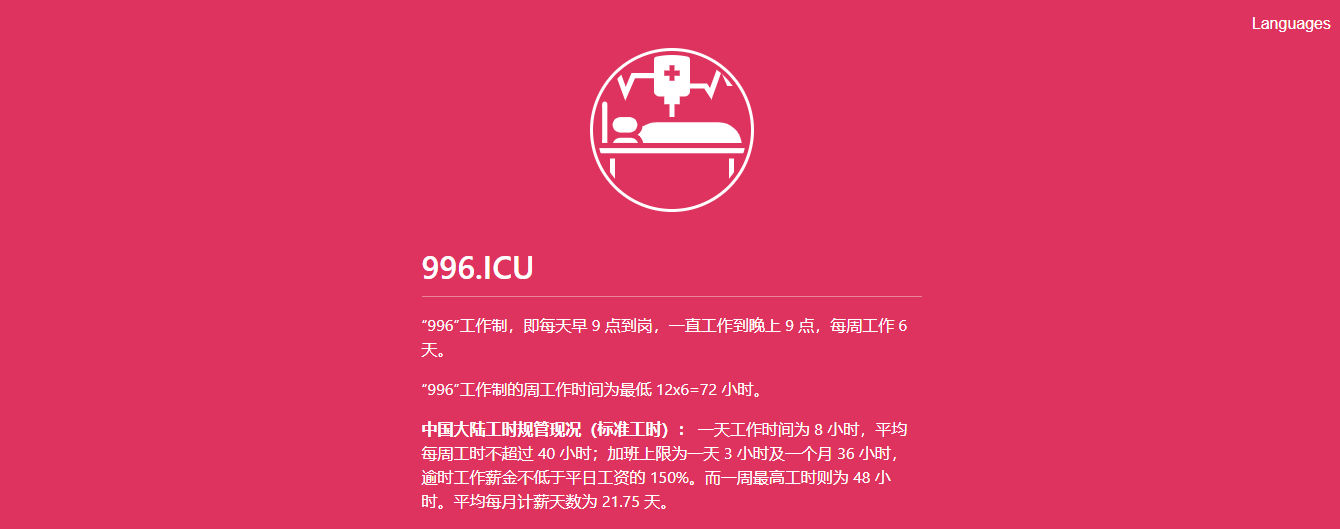 Languages
996.ICU
“996”工作制，即每天早 9 点到岗，一直工作到晚上 9 点，每周工作 6
天。
“996”工作制的周工作时间为最低 12x6=72 小时。
中国大陆工时规管现况（标准工时）： 一天工作时间为 8 小时，平均
每周工时不超过 40 小时；加班上限为一天 3 小时及一个月 36 小时，
逾时工作薪金不低于平日工资的 150%。而一周最高工时则为 48 小
时。平均每月计薪天数为 21.75 天。